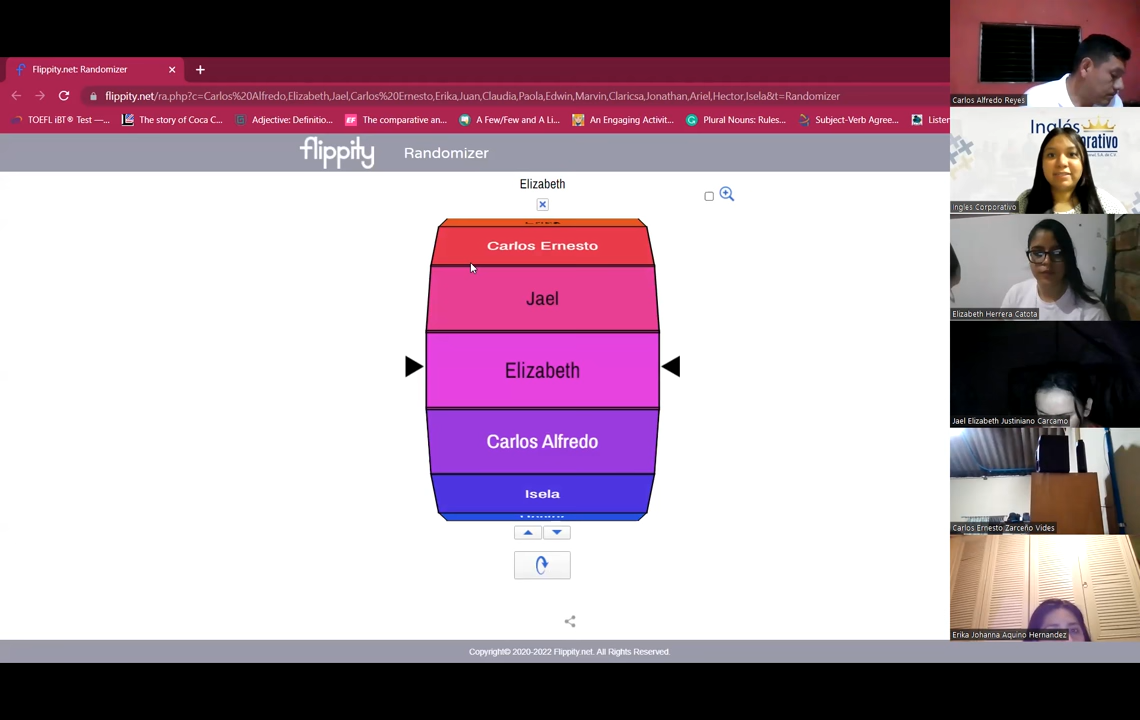 Flippity.net: Randomizer
flippity.net/ra.php?c=Carlos%20Alfredo,Elizabeth,Jael,Carlos%20Ernesto,Erika,Juan,Claudia,Paola,Edwin,Marvin,Claricsa,Jonathan,Ariel,Hector,Isela&t=Randomizer
TOEFL iBT® Test —...
The story of Coca C...
Adjective: Definitio...
EF
The comparative an...
A Few/Few and A Li...
An Engaging Activit...
Plural Nouns: Rules...
Subject-Verb Agree...
flippity
Randomizer
Elizabeth
Carlos Ernesto
Jael
Elizabeth
Carlos Alfredo
Isela
Copyright© 2020-2022 Flippity.net. All Rights Reserved.
Carlos Alfredo Reyes
Inglés
Ingles Corporativo
Elizabeth Herrera Catota
Jael Elizabeth Justiniano Carcamo
Carlos Ernesto Zarceño Vides
Erika Johanna Aquino Hernandez